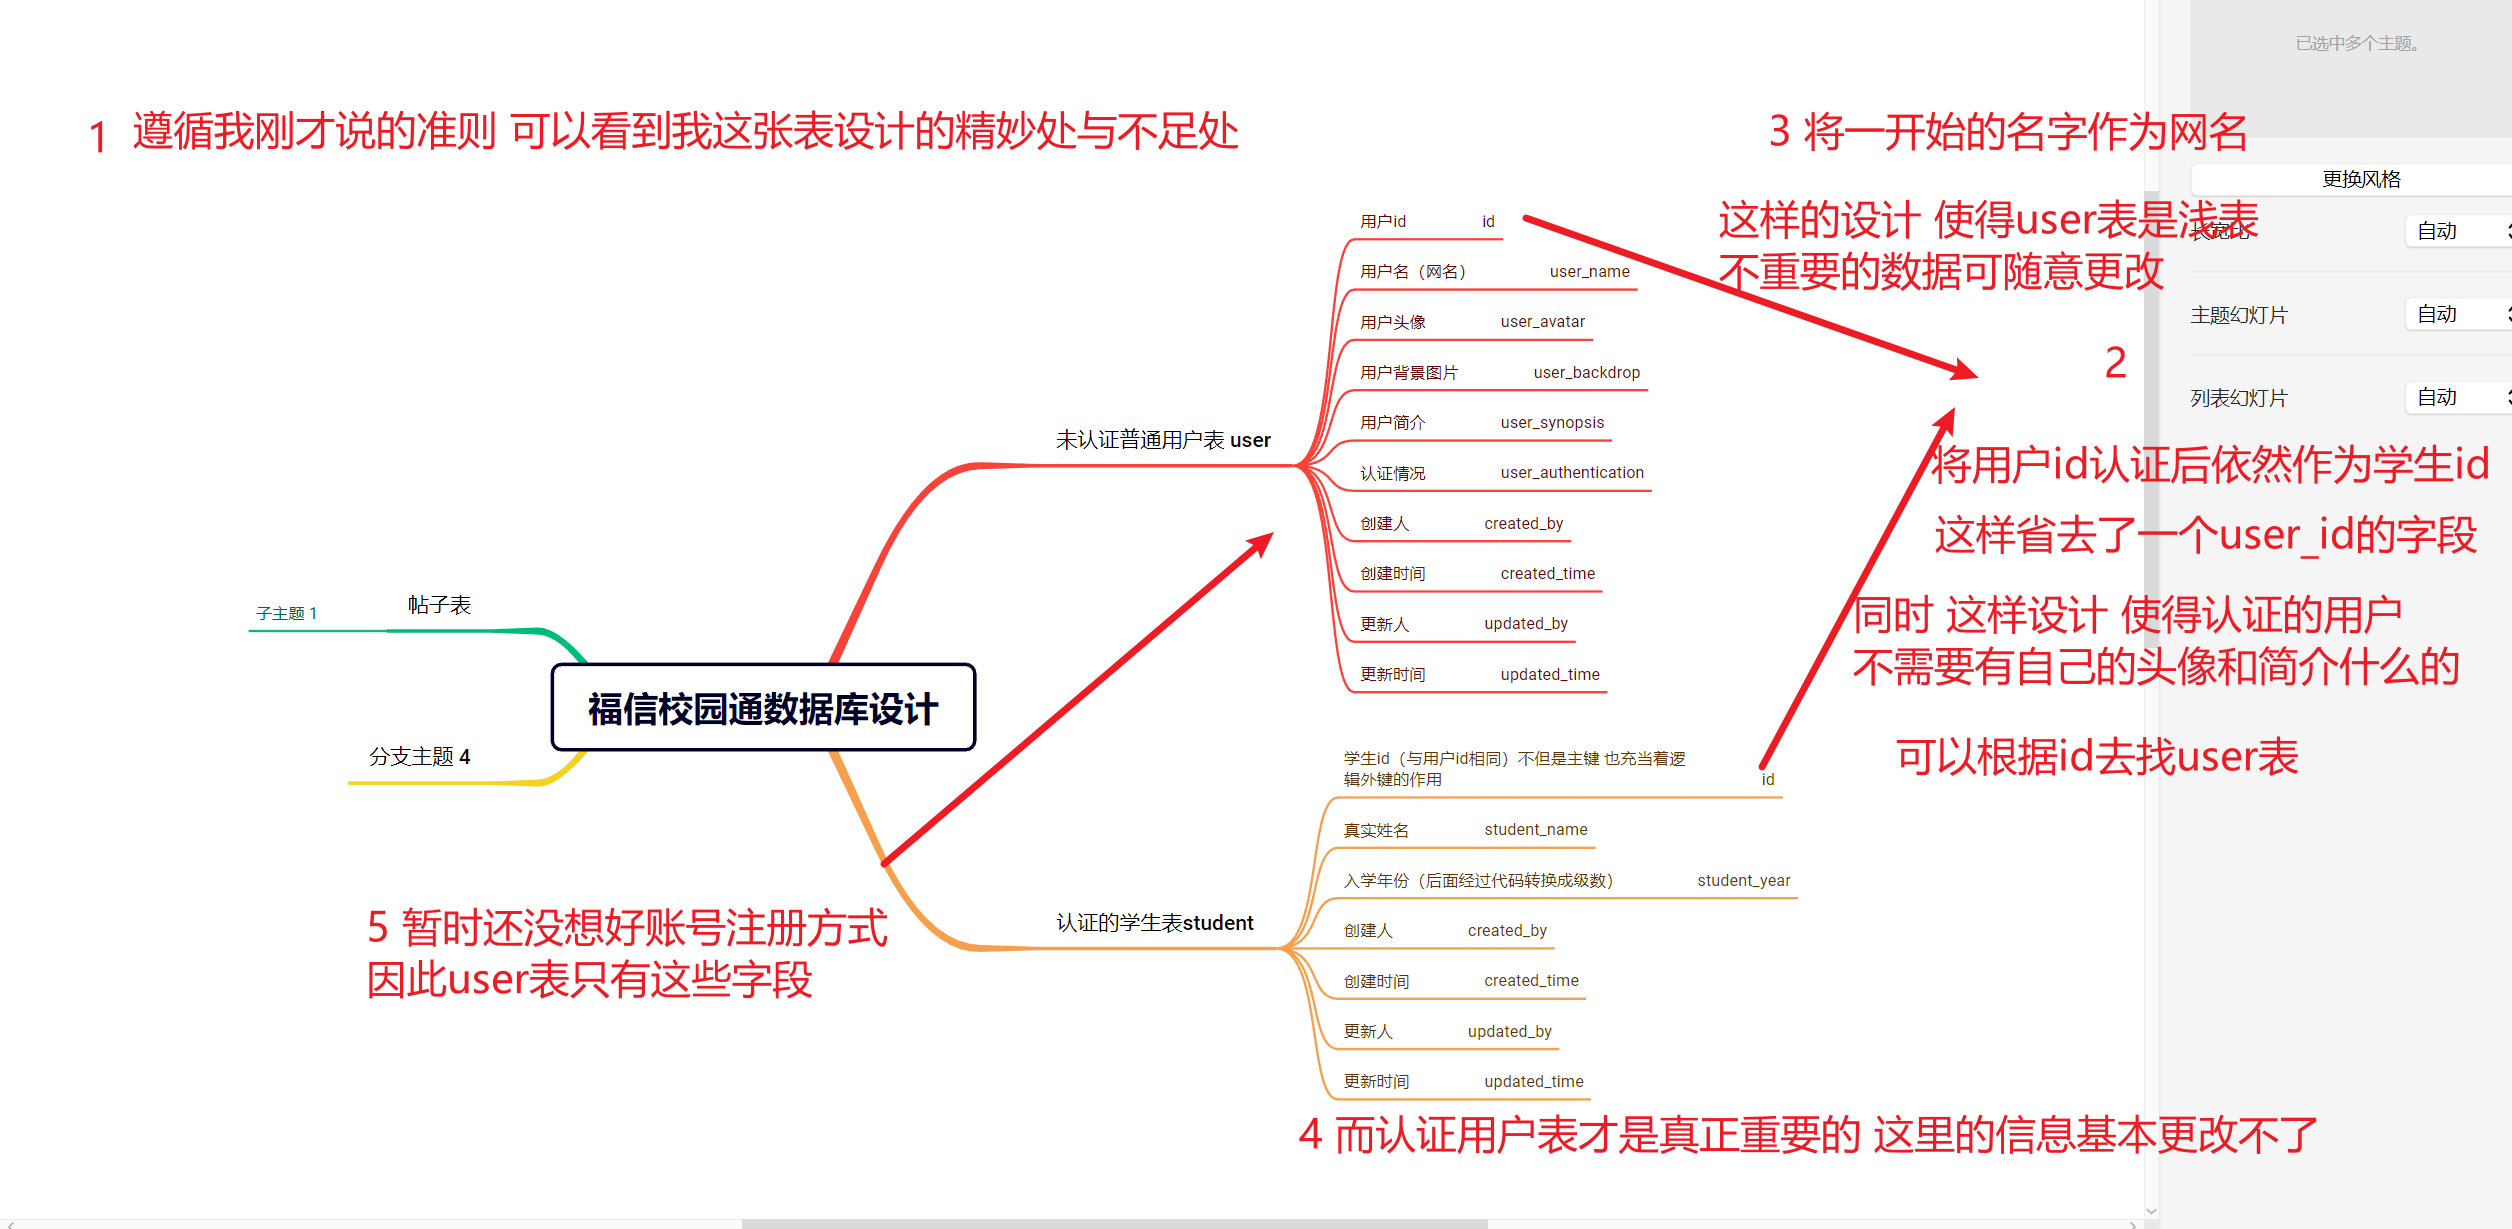 已选中多个主题。
1 遵循我刚才说的准则 可以看到我这张表设计的精妙处与不足处
3 将一开始的名字作为网名
更换风格
这样的设计 使得user表是浅表
不重要的数据可随意更改
长宽比
自动
主题幻灯片
自动
列表幻灯片
自动
2
将用户id认证后依然作为学生id
这样省去了一个user_id的字段
同时 这样设计 使得认证的用户
不需要有自己的头像和简介什么的
可以根据id去找user表
未认证普通用户表 user
用户id id
用户名（网名） user_name
用户头像 user_avatar
用户背景图片 user_backdrop
用户简介 user_synopsis
认证情况 user_authentication
创建人 created_by
创建时间 created_time
更新人 updated_by
更新时间 updated_time
帖子表
子主题 1
福信校园通数据库设计
分支主题 4
认证的学生表student
学生id（与用户id相同）不但是主键 也充当着逻
辑外键的作用 id
真实姓名 student_name
入学年份（后面经过代码转换成级数） student_year
创建人 created_by
创建时间 created_time
更新人 updated_by
更新时间 updated_time
5 暂时还没想好账号注册方式
因此user表只有这些字段
4 而认证用户表才是真正重要的 这里的信息基本更改不了